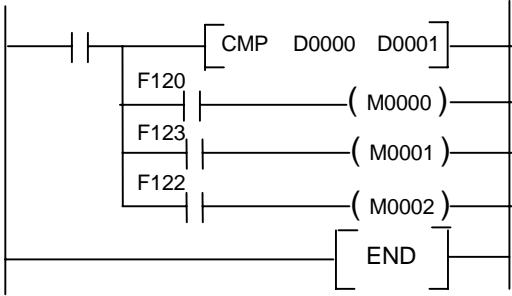 CMP D0000 D0001
F120
( M0000 )
F123
( M0001 )
F122
( M0002 )
END